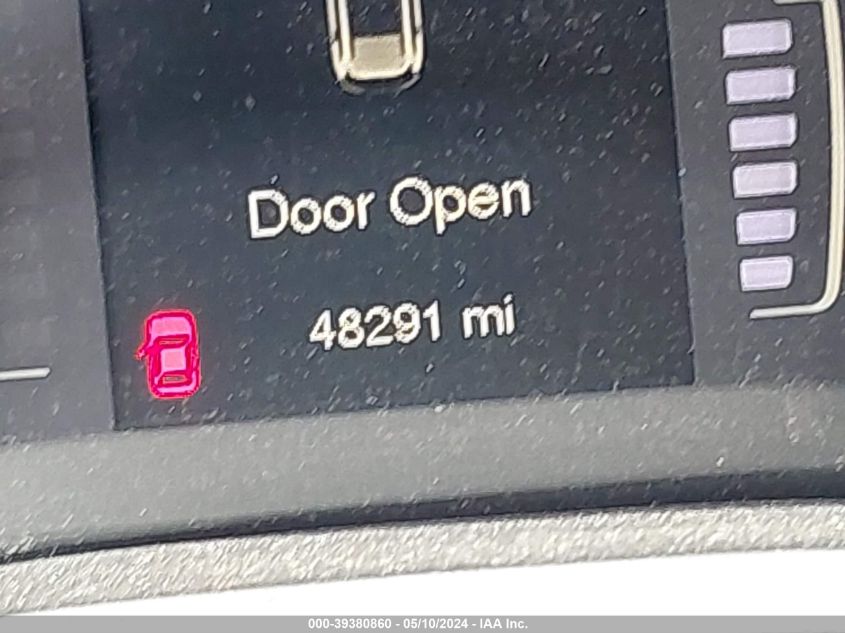 Door Open
48291 mi
000-39380860 - 05/10/2024 - IAA Inc.